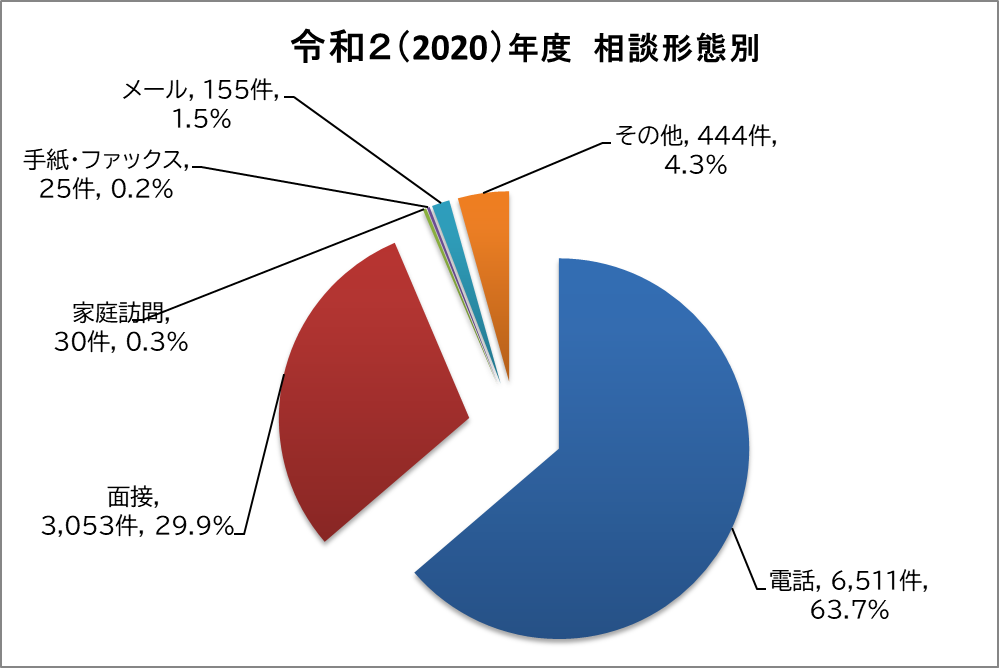 令和２（2020）年度　相談形態別
メール, 155件,
1.5%
その他, 444件,
4.3%
手紙・ファックス,
25件, 0.2%
家庭訪問,
30件, 0.3%
面接,
3,053件, 29.9%
電話, 6,511件,
63.7%